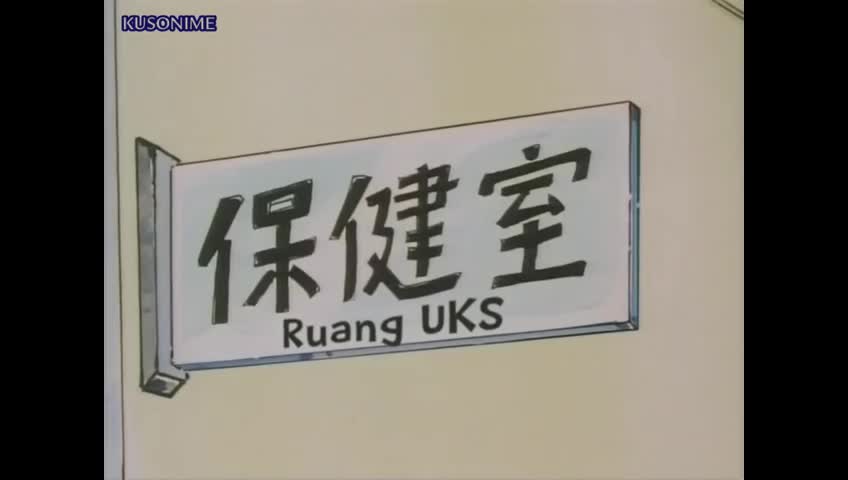 KUSONIME
保健室
Ruang UKS